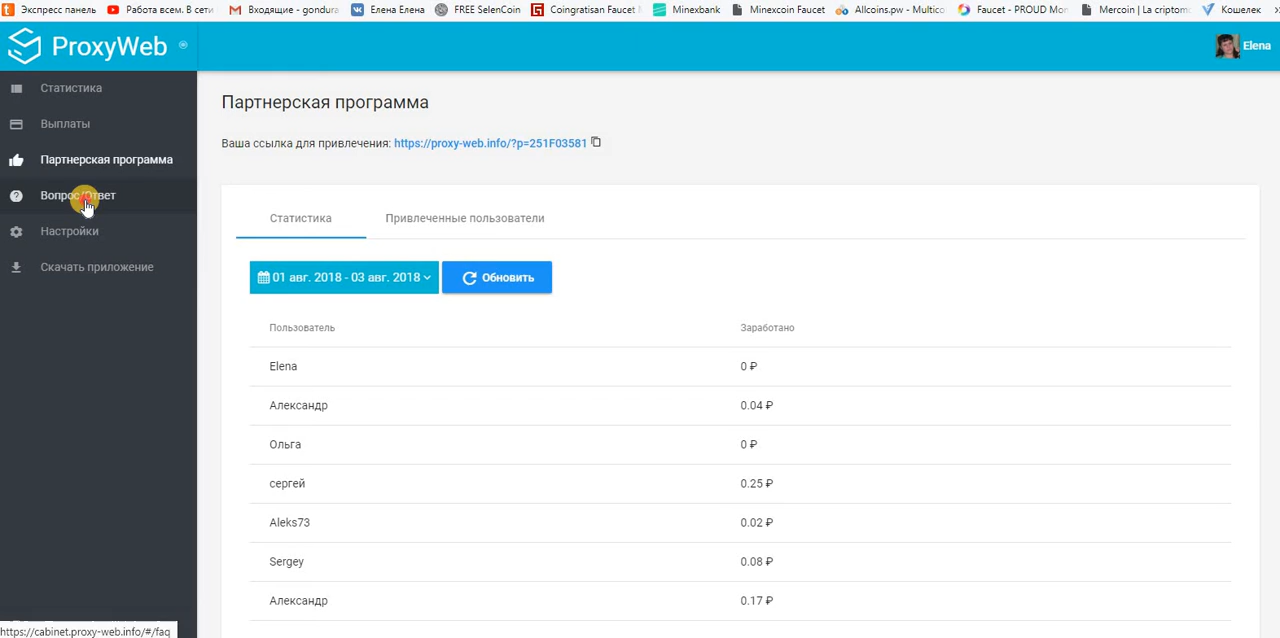 Экспресс панель Работа всем. В сети Входящие - gondura Елена Елена FREE SelenCoin Coingratisan Faucet Minexbank Minexcoin Faucet Allcoins.pw - Multico Faucet - PROUD Mon Mercoin | La criptom Кошелек
ProxyWeb
Elena
Статистика
Выплаты
Партнерская программа
Вопрос/Ответ
Настройки
Скачать приложение
Партнерская программа
Ваша ссылка для привлечения: https://proxy-web.info/?p=251F03581
Статистика Привлеченные пользователи
01 авг. 2018 - 03 авг. 2018 Обновить
Пользователь Заработано
Elena 0 ₽
Александр 0.04 ₽
Ольга 0 ₽
сергей 0.25 ₽
Aleks73 0.02 ₽
Sergey 0.08 ₽
Александр 0.17 ₽
https://cabinet.proxy-web.info/#/faq